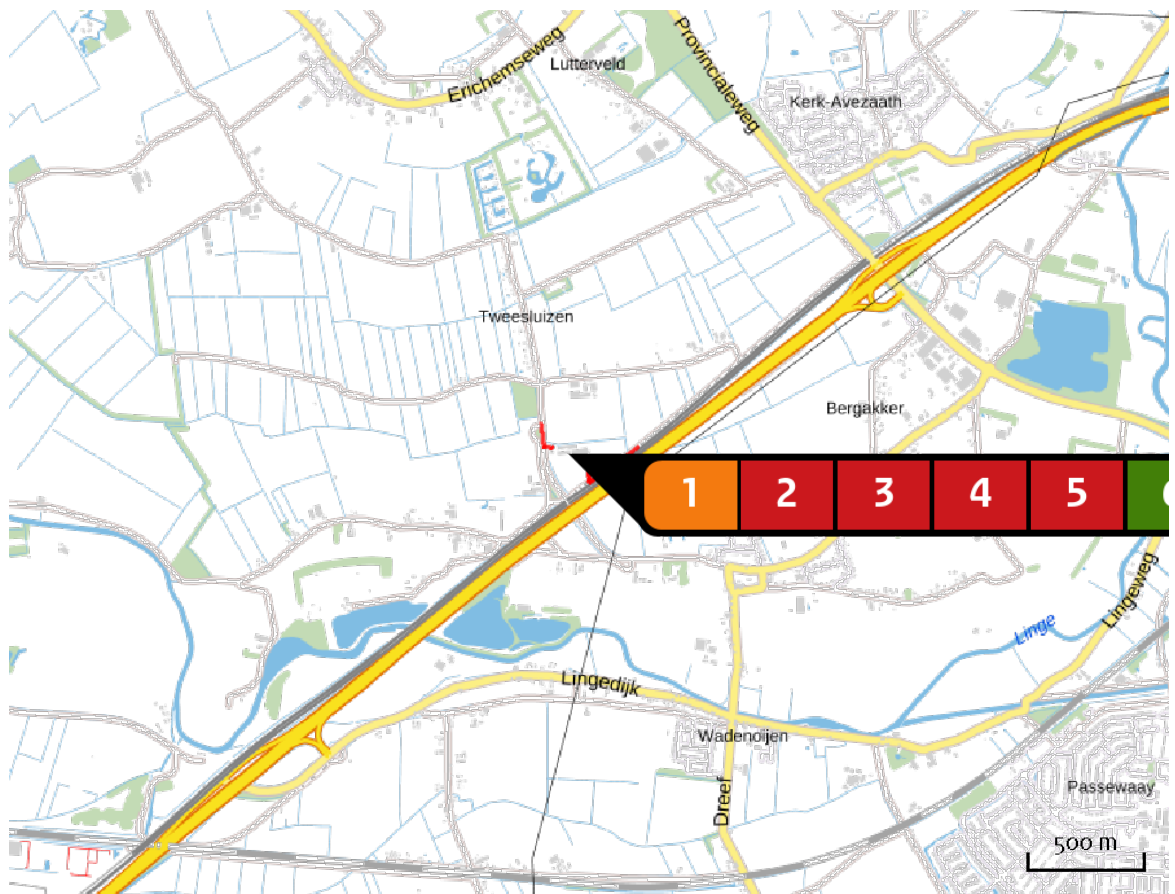 Erichemseweg
Lutterveld
Provincialeweg
Kerk-Avezaath
Tweesluizen
Bergakker
1 2 3 4 5
Lingeweg
Linge
Lingedijk
Wadenoijen
Dreef
Passewaay
500 m